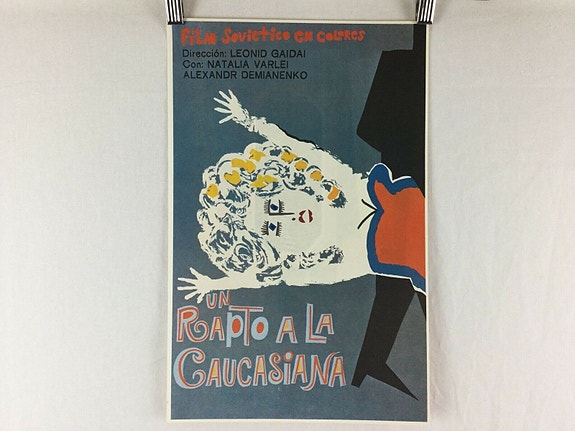 Film Soviético en colores
Dirección: LEONID GAIDAI
Con: NATALIA VARLEI
ALEXANDR DEMIANENKO
UN
RAPTO A LA
CAUCASIANA